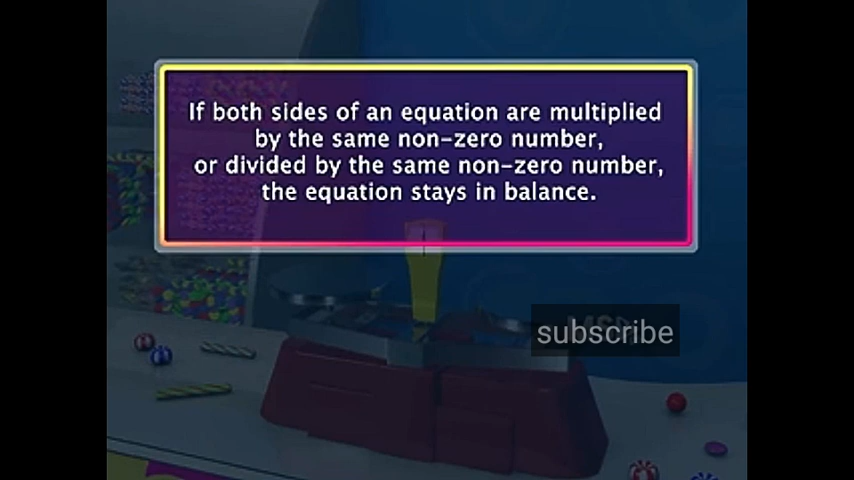 If both sides of an equation are multiplied
by the same non-zero number,
or divided by the same non-zero number,
the equation stays in balance.
subscribe